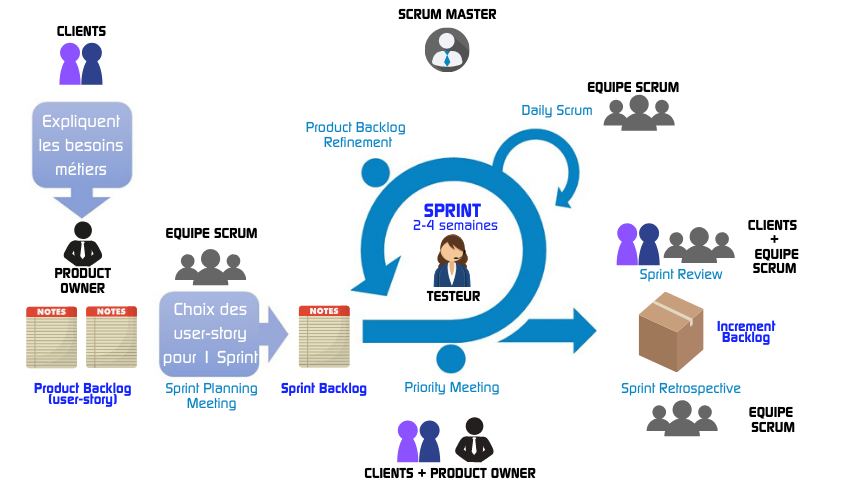 SCRUM MASTER
CLIENTS
Expliquent
les besoins
métiers
PRODUCT
OWNER
NOTES
NOTES
Product Backlog
(user-story)
EQUIPE SCRUM
Choix des
user-story
pour 1 Sprint
Sprint Planning
Meeting
NOTES
Sprint Backlog
Product Backlog
Refinement
Daily Scrum
EQUIPE SCRUM
SPRINT
2-4 semaines
TESTEUR
Priority Meeting
CLIENTS + PRODUCT OWNER
CLIENTS
+
EQUIPE
SCRUM
Sprint Review
Increment
Backlog
Sprint Retrospective
EQUIPE
SCRUM